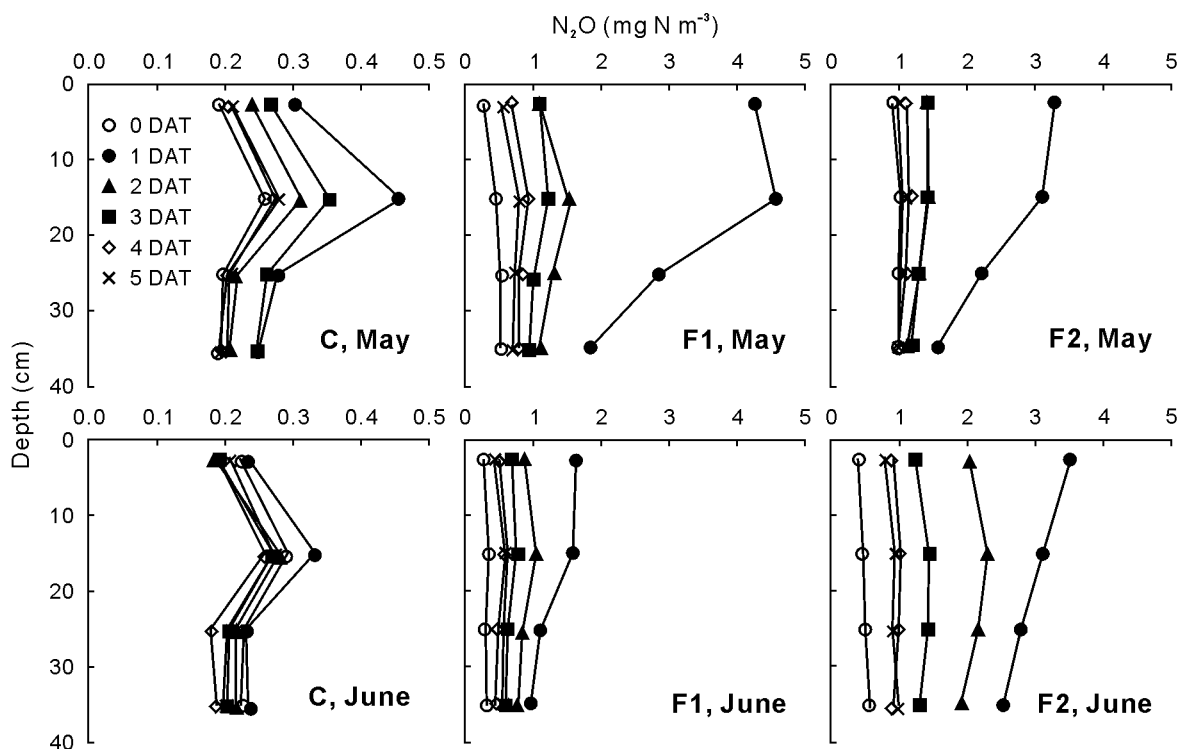 N₂O (mg N m⁻³)
0.0 0.1 0.2 0.3 0.4 0.5 0 1 2 3 4 5 0 1 2 3 4 5
0
10
20
30
40
0 DAT
1 DAT
2 DAT
3 DAT
4 DAT
5 DAT
C, May
F1, May
F2, May
Depth (cm)
0.0 0.1 0.2 0.3 0.4 0.5 0 1 2 3 4 5 0 1 2 3 4 5
0
10
20
30
40
C, June
F1, June
F2, June